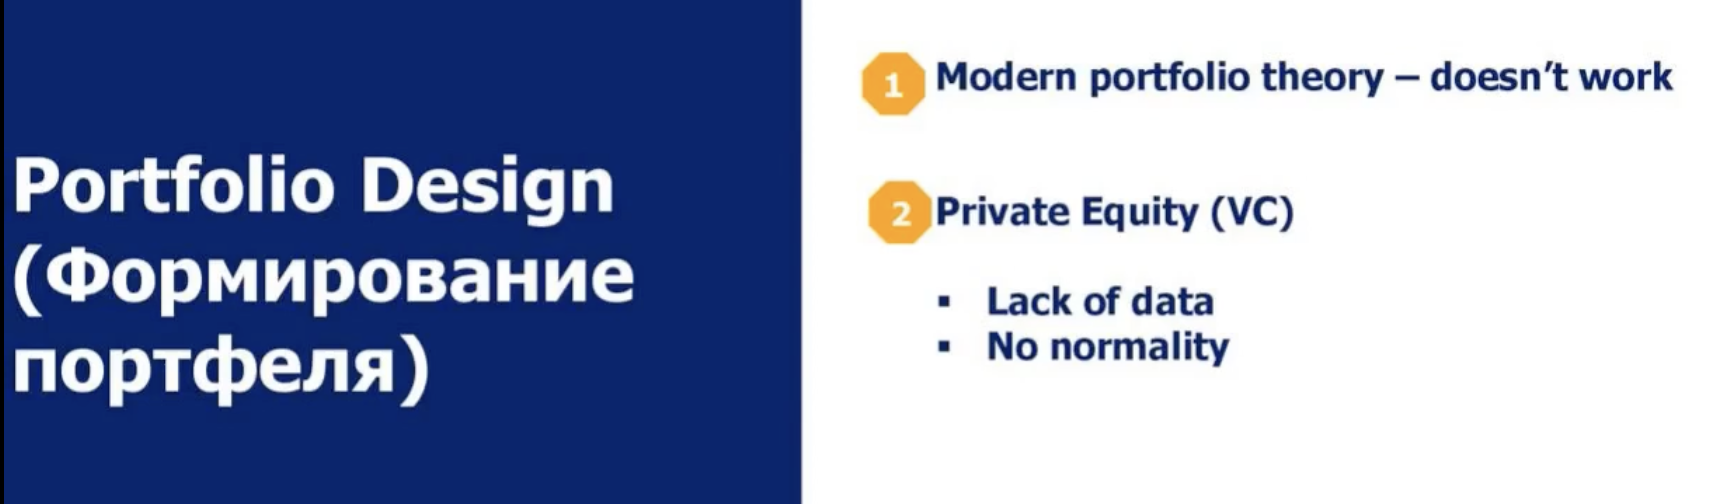 Portfolio Design
(Формирование
портфеля)
1 Modern portfolio theory – doesn't work
2 Private Equity (VC)
▪ Lack of data
▪ No normality